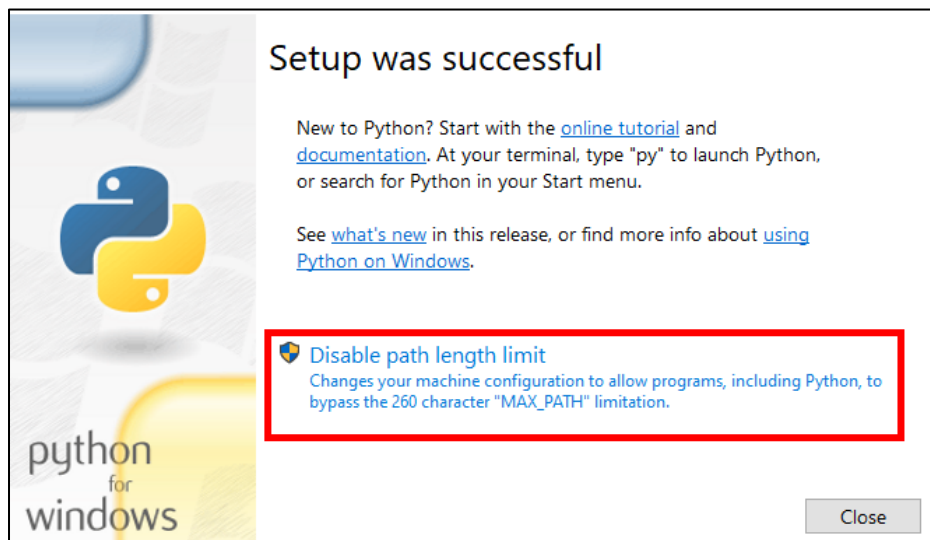 Setup was successful
New to Python? Start with the online tutorial and
documentation. At your terminal, type "py" to launch Python,
or search for Python in your Start menu.
See what's new in this release, or find more info about using
Python on Windows.
Disable path length limit
Changes your machine configuration to allow programs, including Python, to
bypass the 260 character "MAX_PATH" limitation.
python
for
windows
Close